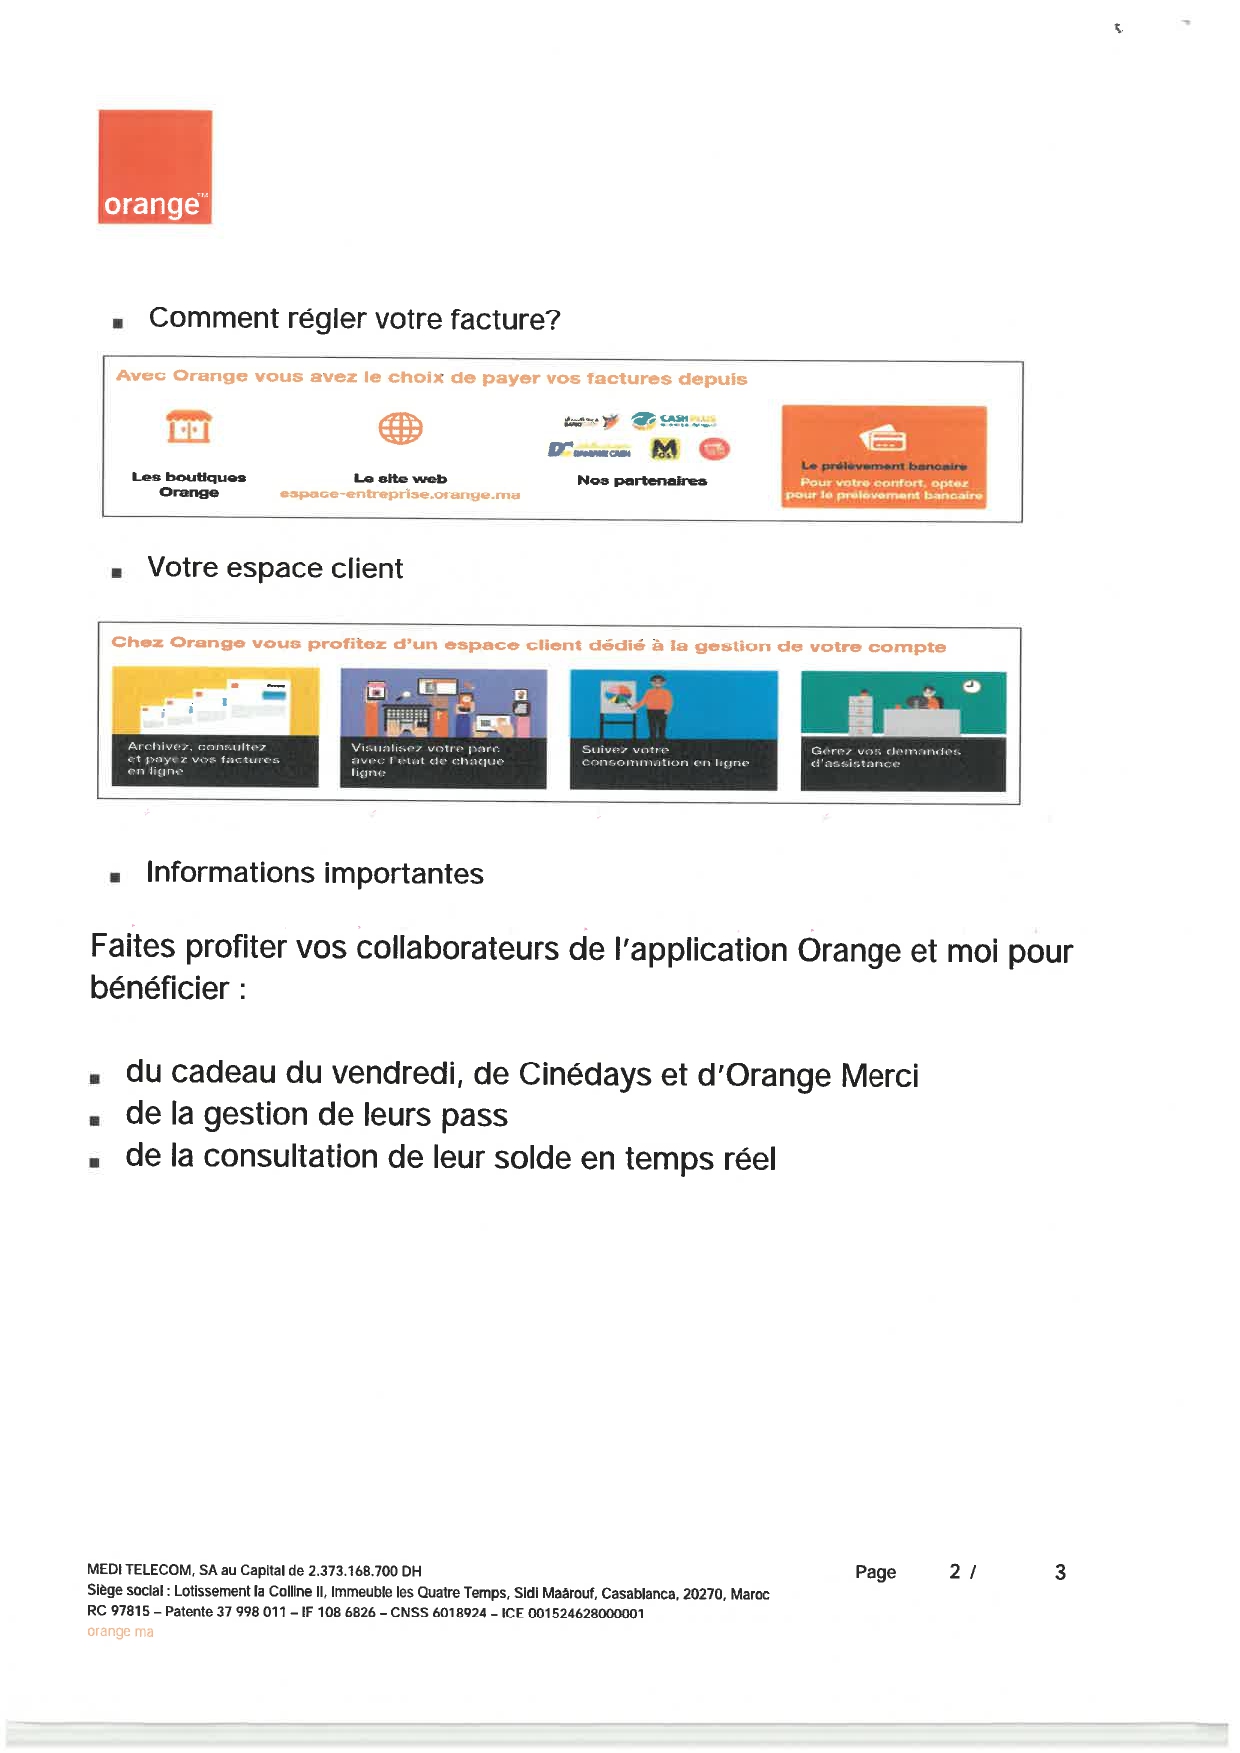 orange™
Comment régler votre facture?
Avec Orange vous avez le choix de payer vos factures depuis
CASH PLUS
DAMANE CASH
Les boutiques
Orange
Le site web
espace-entreprise.orange.ma
Nos partenaires
Le prélèvement bancaire
Pour votre confort, optez
pour le prélèvement bancaire
Votre espace client
Chez Orange vous profitez d'un espace client dédié à la gestion de votre compte
Archivez, consultez
et payez vos factures
en ligne
Visualisez votre parc
avec l'état de chaque
ligne
Suivez votre
consommation en ligne
Gérez vos demandes
d'assistance
Informations importantes
Faites profiter vos collaborateurs de l'application Orange et moi pour
bénéficier :
du cadeau du vendredi, de Cinédays et d'Orange Merci
de la gestion de leurs pass
de la consultation de leur solde en temps réel
MEDI TELECOM, SA au Capital de 2.373.168.700 DH
Siège social : Lotissement la Colline II, Immeuble les Quatre Temps, Sidi Maârouf, Casablanca, 20270, Maroc
RC 97815 – Patente 37 998 011 – IF 108 6826 – CNSS 6018924 – ICE 001524628000001
orange ma
Page 2 / 3